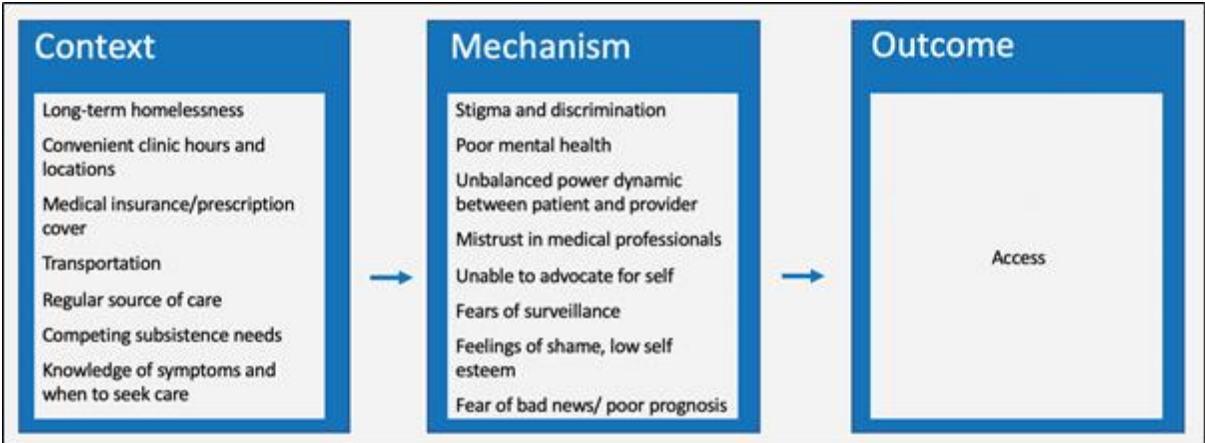 Context
Long-term homelessness
Convenient clinic hours and
locations
Medical insurance/prescription
cover
Transportation
Regular source of care
Competing subsistence needs
Knowledge of symptoms and
when to seek care
Mechanism
Stigma and discrimination
Poor mental health
Unbalanced power dynamic
between patient and provider
Mistrust in medical professionals
Unable to advocate for self
Fears of surveillance
Feelings of shame, low self
esteem
Fear of bad news/ poor prognosis
Outcome
Access